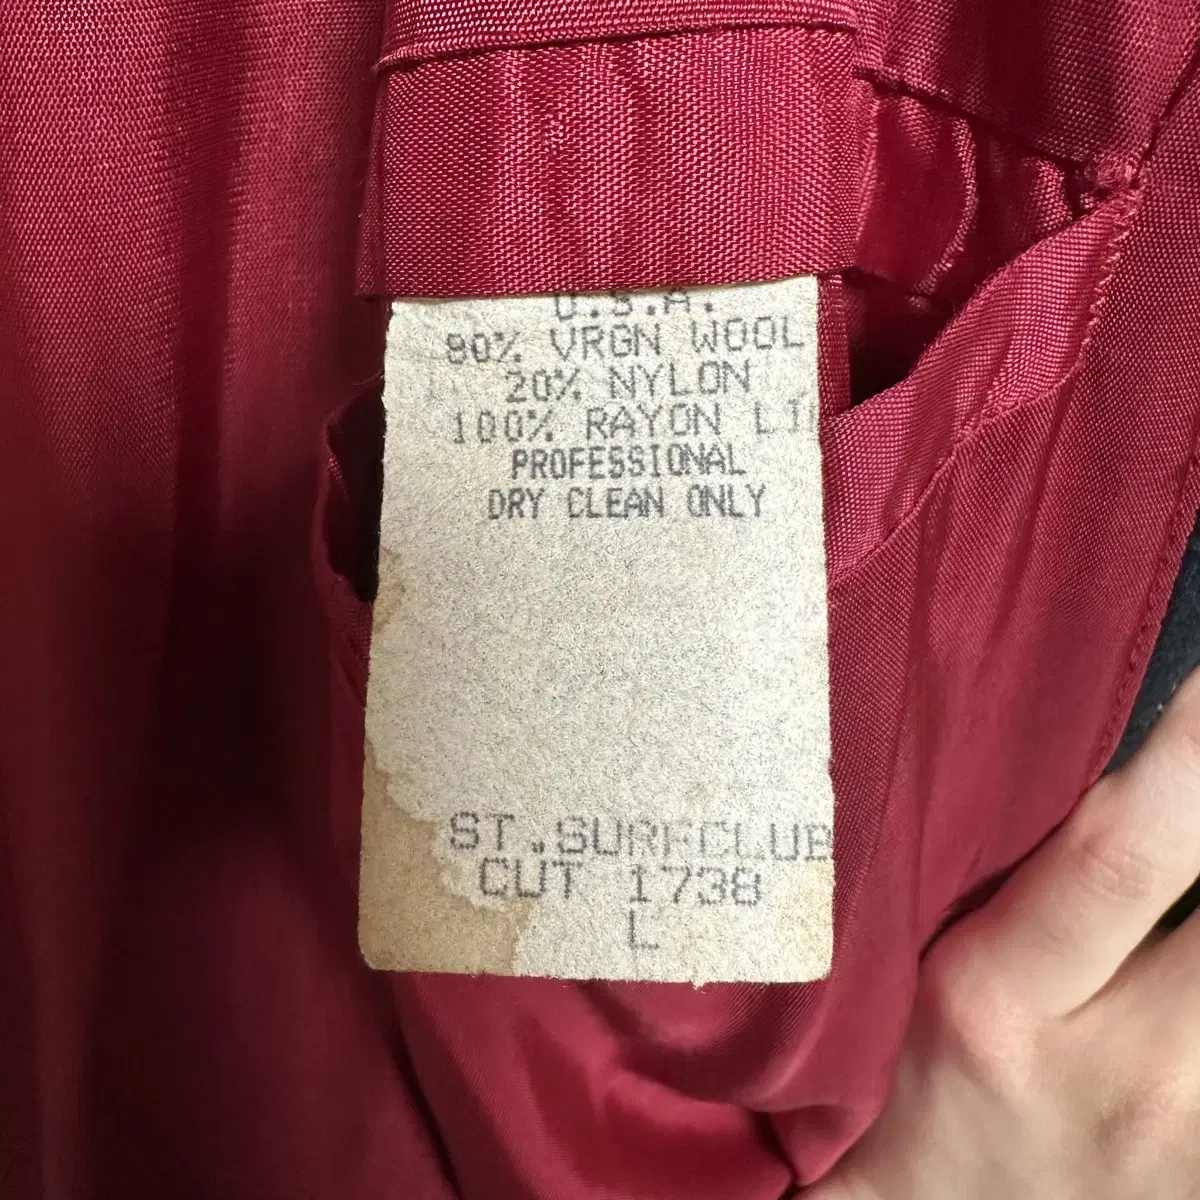 U.S.A.
80% VRGN WOOL
20% NYLON
100% RAYON LI
PROFESSIONAL
DRY CLEAN ONLY
ST.SURFCLUB
CUT 1738
L